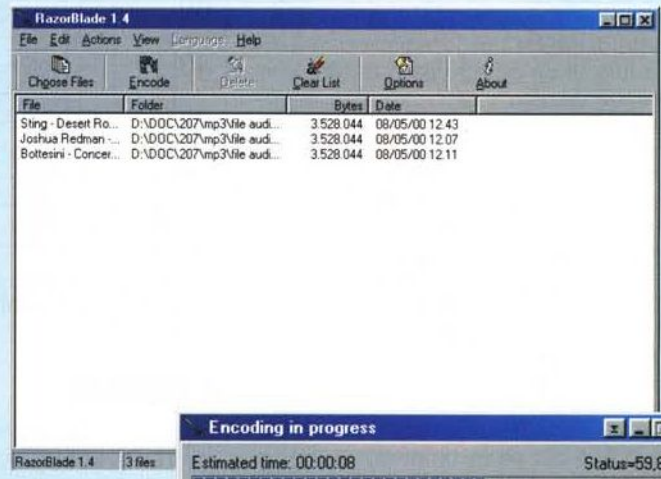 RazorBlade 1.4
File Edit Actions View Language Help
Choose Files Encode Delete Clear List Options About
File Folder Bytes Date
Sting - Desert Ro... D:\DOC\207\mp3\file audi... 3.528.044 08/05/00 12.43
Joshua Redman -... D:\DOC\207\mp3\file audi... 3.528.044 08/05/00 12.07
Bottesini - Concer... D:\DOC\207\mp3\file audi... 3.528.044 08/05/00 12.11
Encoding in progress
RazorBlade 1.4 3 files
Estimated time: 00:00:08 Status=59,8